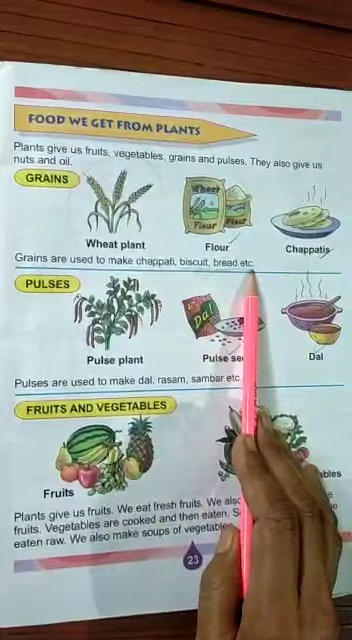 FOOD WE GET FROM PLANTS
Plants give us fruits, vegetables, grains and pulses. They also give us
nuts and oil.
GRAINS
Wheat
Flour
Flour
Wheat plant
Flour
Chappatis
Grains are used to make chappati, biscuit, bread etc.
PULSES
Dal
Pulse plant
Pulse se
Dal
Pulses are used to make dal, rasam, sambar etc
FRUITS AND VEGETABLES
Fruits
bles
Plants give us fruits. We eat fresh fruits. We also
fruits. Vegetables are cooked and then eaten. S
eaten raw. We also make soups of vegetable
23